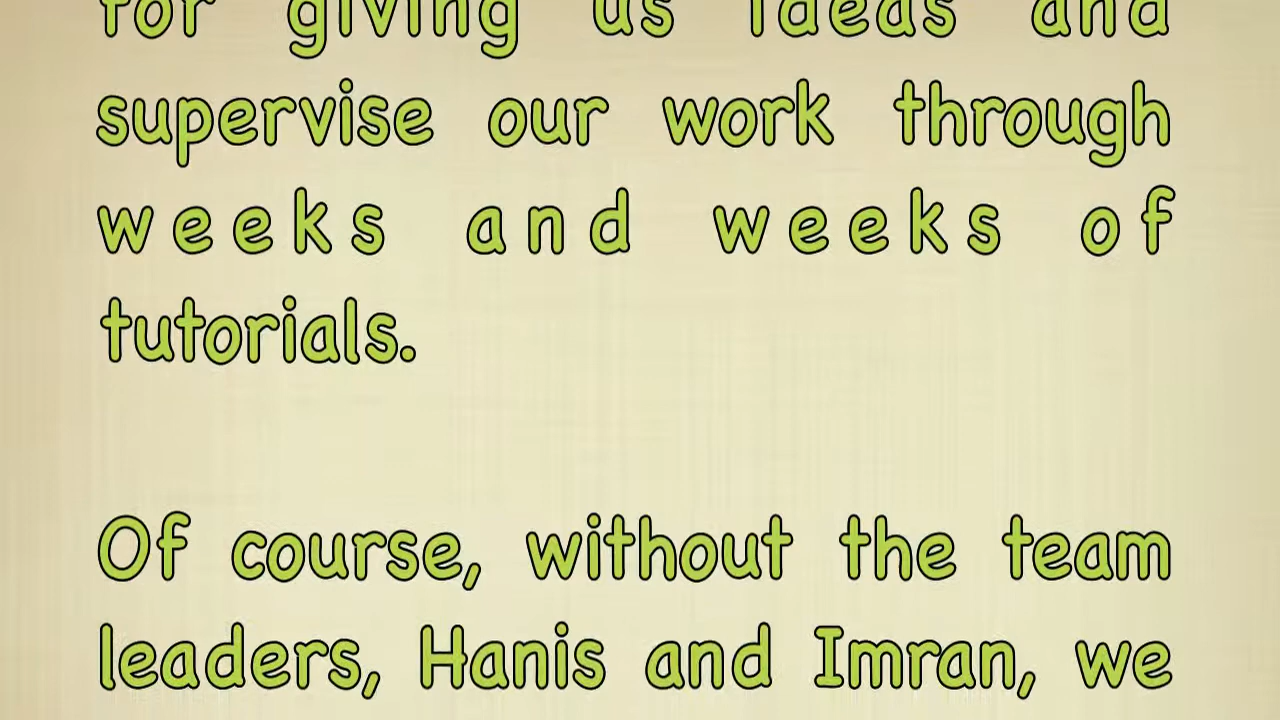 for giving us ideas and
supervise our work through
weeks and weeks of
tutorials.
Of course, without the team
leaders, Hanis and Imran, we